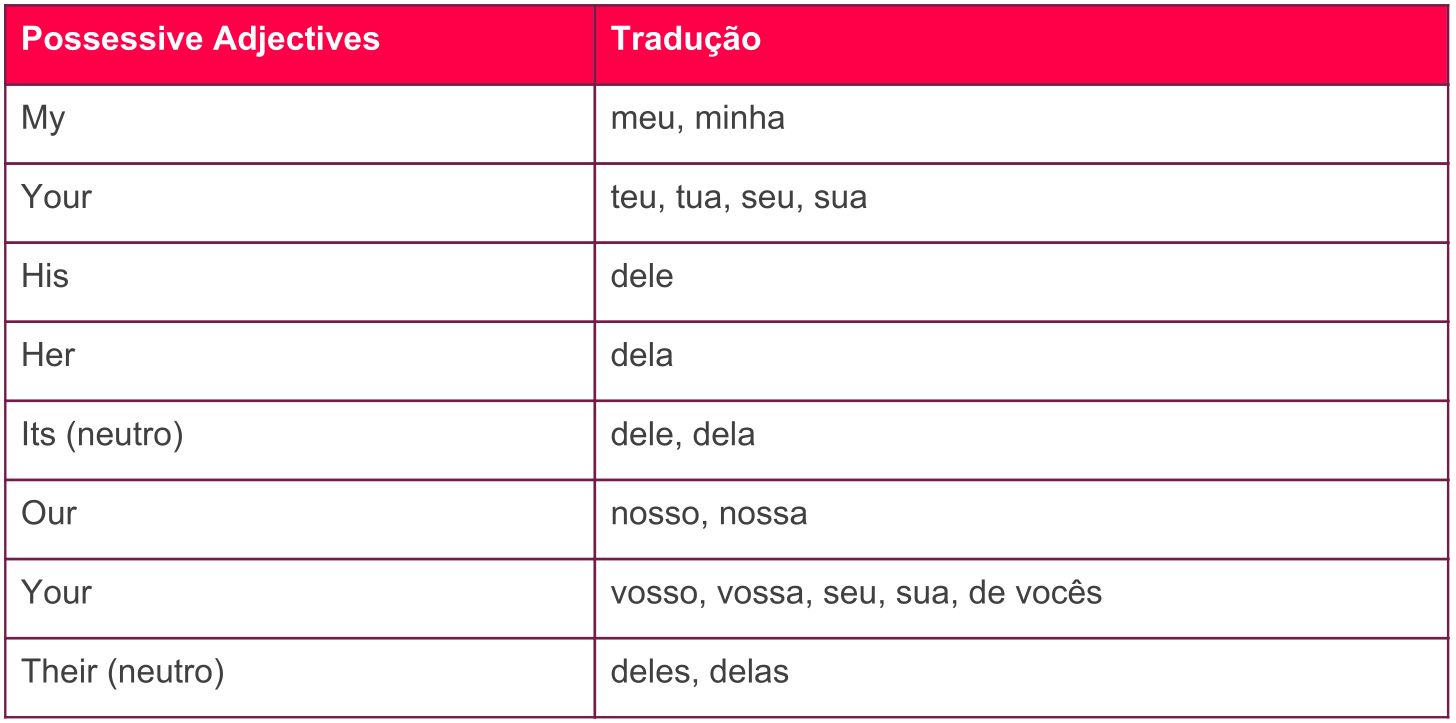 Possessive Adjectives Tradução
My meu, minha
Your teu, tua, seu, sua
His dele
Her dela
Its (neutro) dele, dela
Our nosso, nossa
Your vosso, vossa, seu, sua, de vocês
Their (neutro) deles, delas